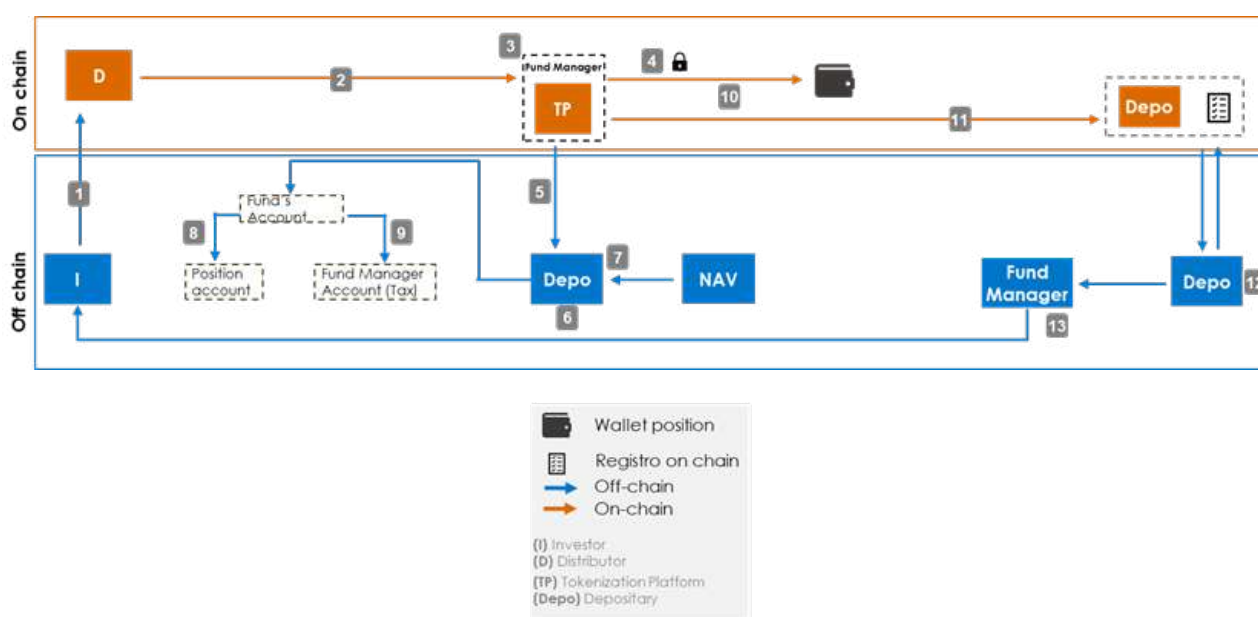 On chain
D
2
3
Fund Manager
TP
4
10
11
Depo
Off chain
1
I
Fund's
Account
8
9
Position
account
Fund Manager
Account (Tax)
5
Depo
6
7
NAV
Fund
Manager
13
Depo
12
Wallet position
Registro on chain
Off-chain
On-chain
(I) Investor
(D) Distributor
(TP) Tokenization Platform
(Depo) Depositary